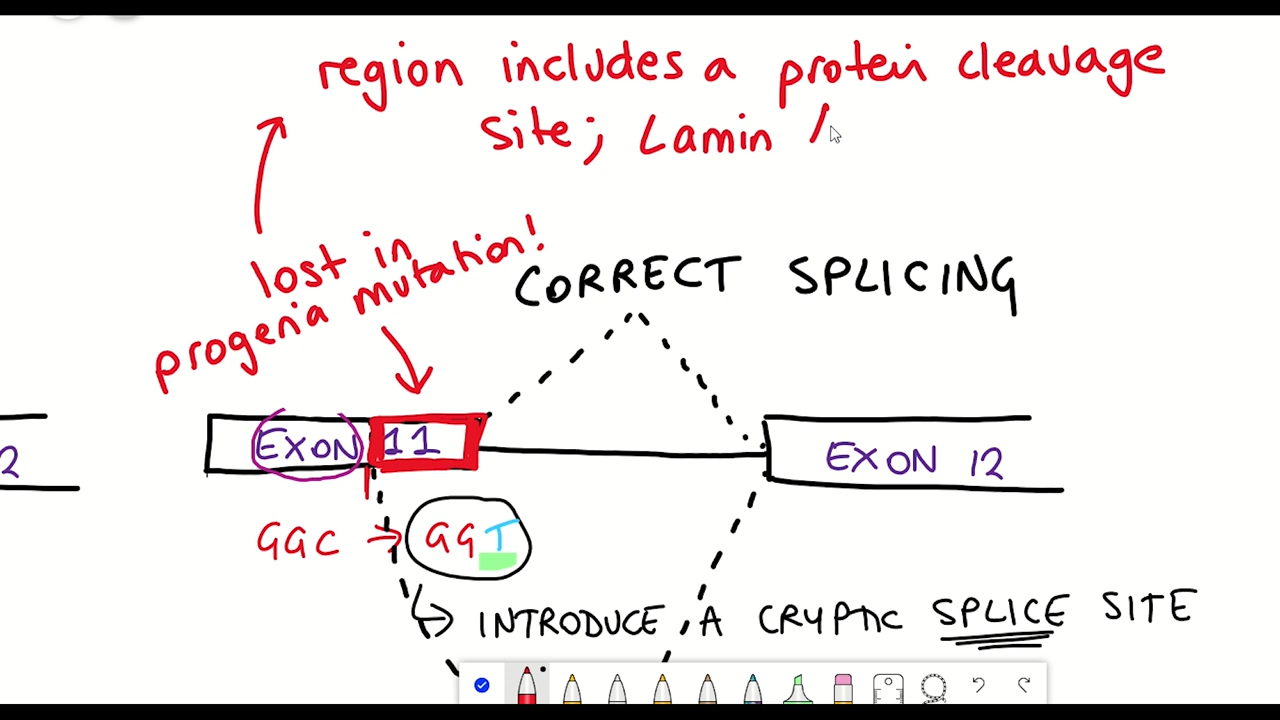 region includes a protein cleavage
site; Lamin
lost in
progeria mutation!
CORRECT SPLICING
2
EXON 11
EXON 12
GGC → GGT
↳ INTRODUCE A CRYPTIC SPLICE SITE